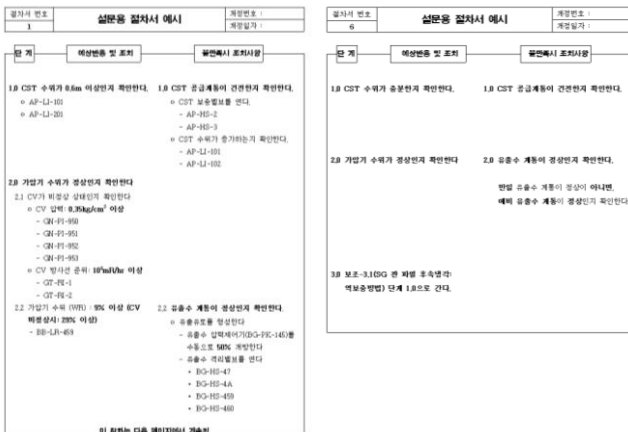 절차서 번호
1
설문용 절차서 예시
개정번호 :
개정일자 :
단 계
예상반응 및 조치
불만족시 조치사항
1.0 CST 수위가 0.6m 이상인지 확인한다.
o AP-LI-101
o AP-LI-201
1.0 CST 공급계통이 건전한지 확인한다.
o CST 보충밸브를 연다.
- AP-HS-2
- AP-HS-3
o CST 수위가 증가하는지 확인한다.
- AP-LI-101
- AP-LI-102
2.0 가압기 수위가 정상인지 확인한다
2.1 CV가 비정상 상태인지 확인한다
o CV 압력: 0.35kg/cm² 이상
- GN-PI-950
- GN-PI-951
- GN-PI-952
- GN-PI-953
o CV 방사선 준위: 10⁵mR/hr 이상
- GT-RI-1
- GT-RI-2
2.2 가압기 수위 (WR) : 9% 이상 (CV
비정상시: 29% 이상)
- BB-LR-459
2.2 유출수 계통이 정상인지 확인한다.
o 유출유로를 형성한다
- 유출수 압력제어기(BG-PK-145)를
수동으로 50% 개방한다
- 유출수 격리밸브를 연다
• BG-HS-47
• BG-HS-4A
• BG-HS-459
• BG-HS-460
이 절차는 다음 페이지에서 계속됨
절차서 번호
6
설문용 절차서 예시
개정번호 :
개정일자 :
단 계
예상반응 및 조치
불만족시 조치사항
1.0 CST 수위가 충분한지 확인한다.
1.0 CST 공급계통이 건전한지 확인한다.
2.0 가압기 수위가 정상인지 확인한다
2.0 유출수 계통이 정상인지 확인한다.
만일 유출수 계통이 정상이 아니면,
예비 유출수 계통이 정상인지 확인한다
3.0 보조-3.1(SG 관 파열 후속냉각:
역보충방법) 단계 1.0으로 간다.